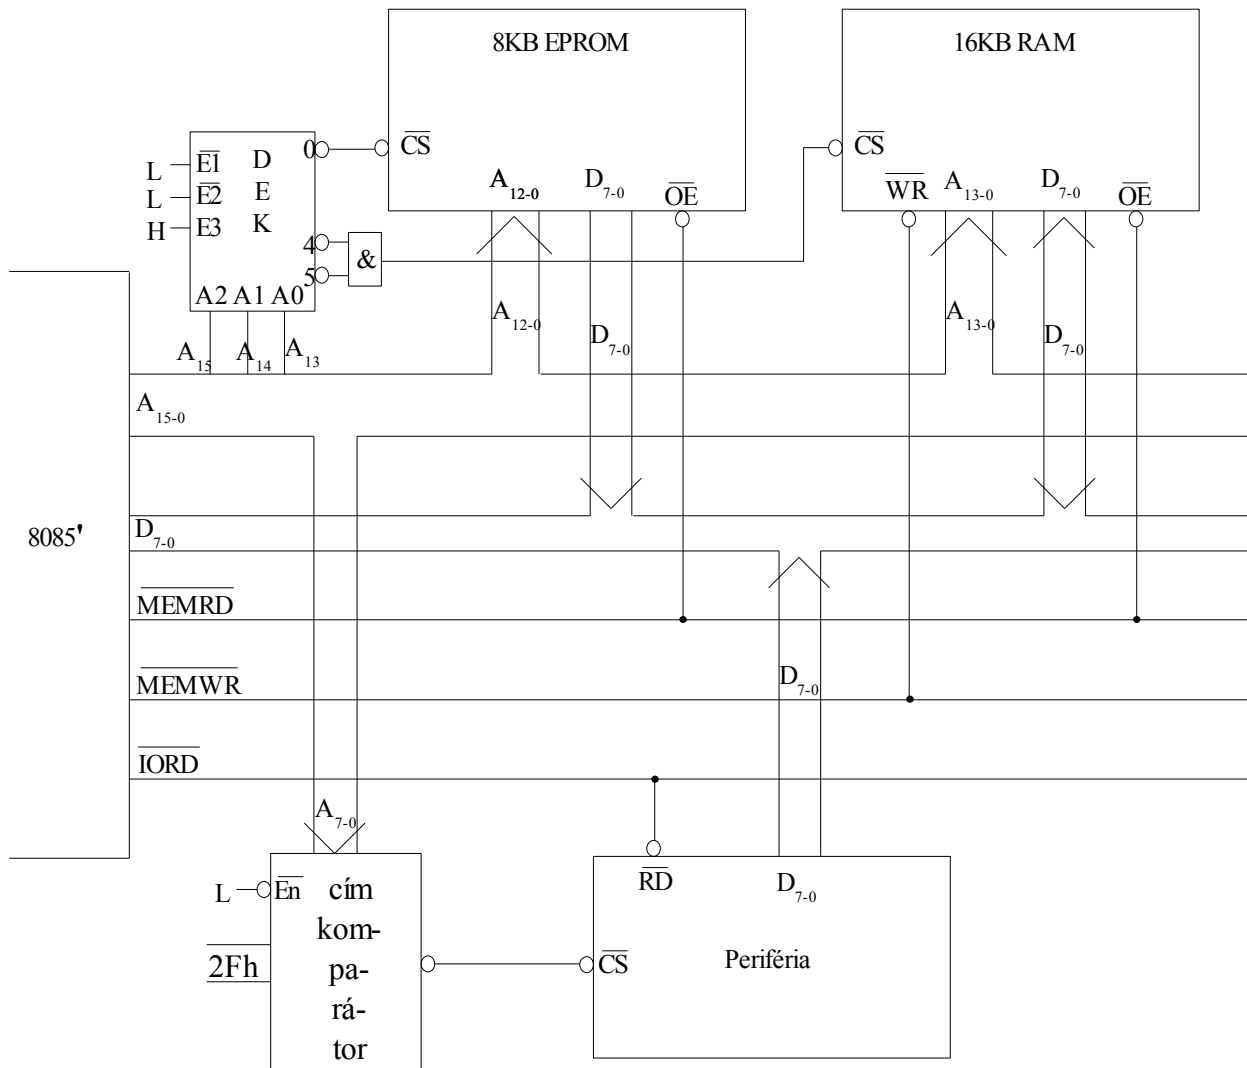 8KB EPROM
16KB RAM
L E1 D 0
CS
CS
L E2 E
A12-0 D7-0 OE
WR A13-0 D7-0 OE
H E3 K
4
&
5
A2 A1 A0
A15 A14 A13
A12-0
D7-0
A13-0
D7-0
A15-0
8085'
D7-0
MEMRD
MEMWR
D7-0
IORD
A7-0
L En cím
kom-
2Fh
pa-
rá-
tor
RD D7-0
CS Periféria